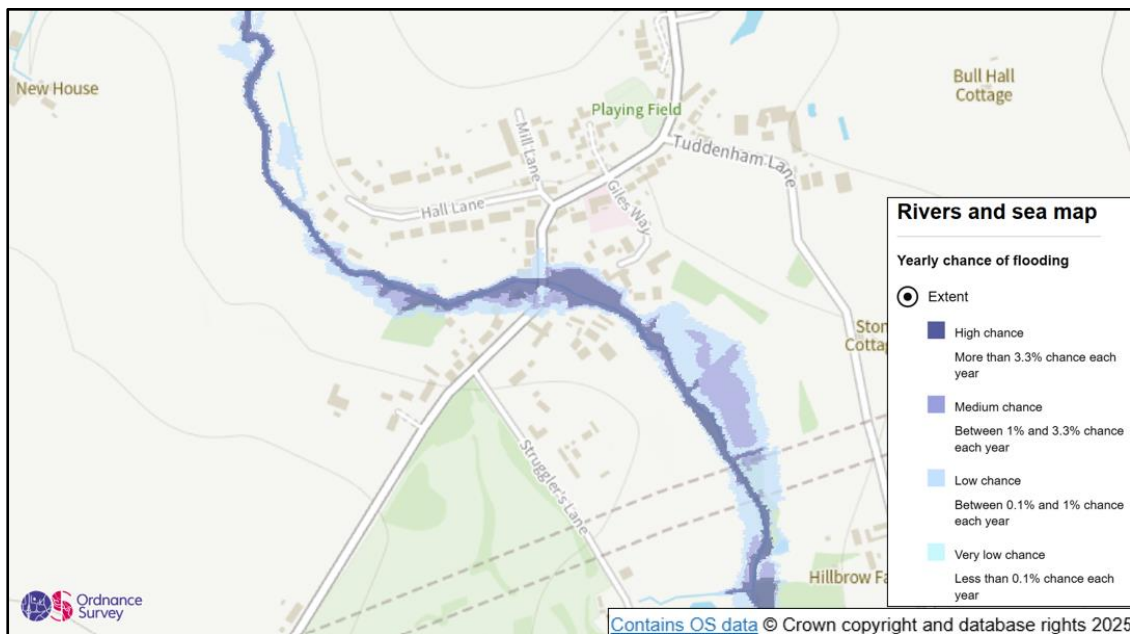 New House
Bull Hall
Cottage
Playing Field
Mill Lane
Tuddenham Lane
Giles Way
Hall Lane
Struggler's Lane
Cottag
Hillbrow Fa
Rivers and sea map
Yearly chance of flooding
Extent
High chance
More than 3.3% chance each
year
Medium chance
Between 1% and 3.3% chance
each year
Low chance
Between 0.1% and 1% chance
each year
Very low chance
Less than 0.1% chance each
year
OS Ordnance
Survey
Contains OS data © Crown copyright and database rights 2025